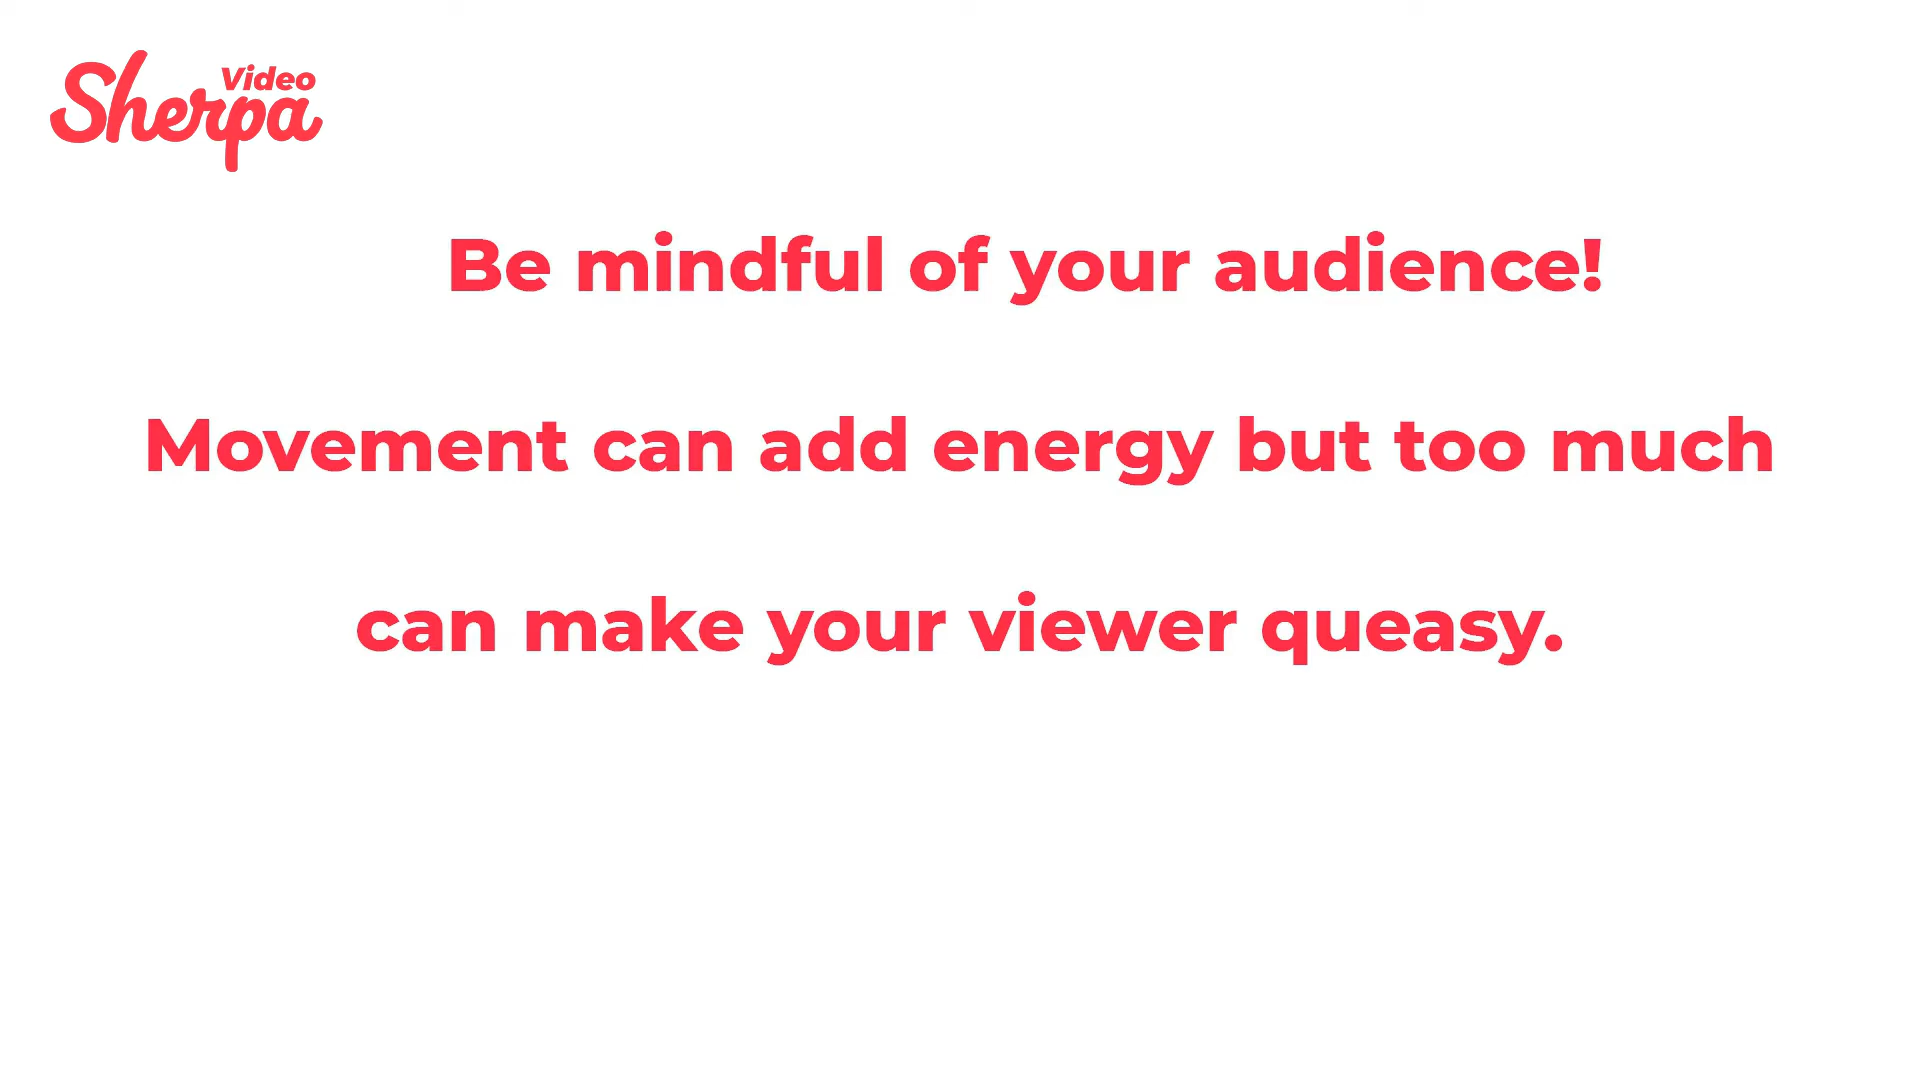 Video
Sherpa
Be mindful of your audience!
Movement can add energy but too much
can make your viewer queasy.